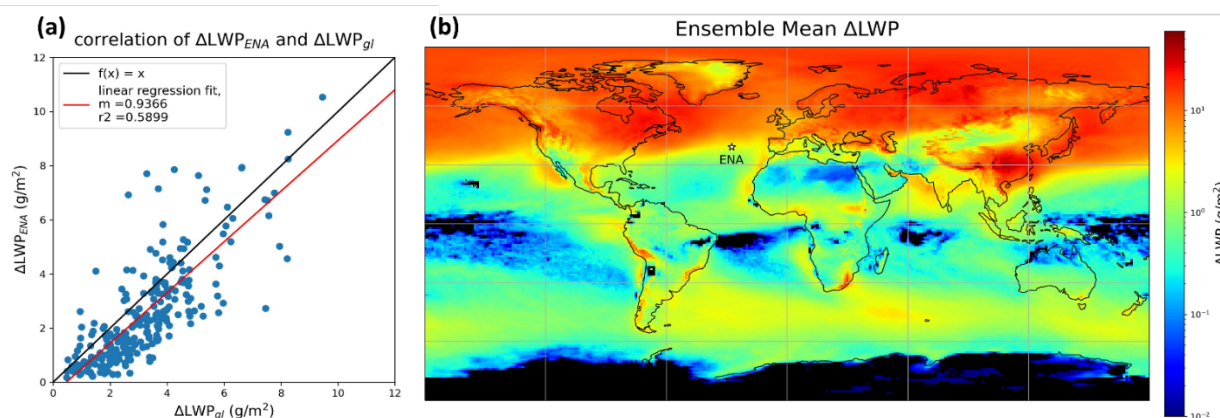 (a)
correlation of ΔLWP_ENA and ΔLWP_gl
12
10
8
6
4
2
0
ΔLWP_ENA (g/m²)
f(x) = x
linear regression fit,
m =0.9366
r2 =0.5899
0 2 4 6 8 10 12
ΔLWP_gl (g/m²)
(b)
Ensemble Mean ΔLWP
ENA
10¹
10⁰
10⁻¹
10⁻²
ΔLWP (g/m²)